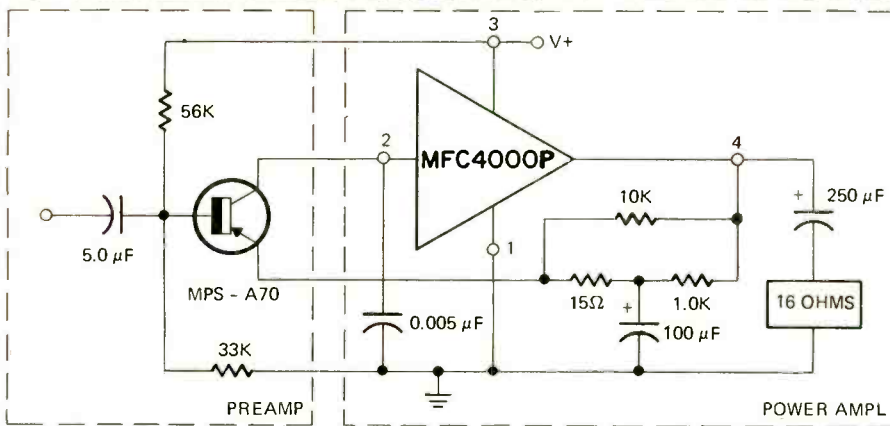 3
V+
56K
2
MFC4000P
4
+
250 µF
10K
1
5.0 µF
MPS - A70
15Ω
1.0K
16 OHMS
+
0.005 µF
100 µF
33K
PREAMP
POWER AMPL